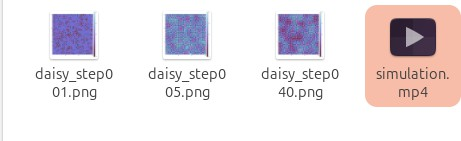 daisy_step0
01.png
daisy_step0
05.png
daisy_step0
40.png
simulation.
mp4